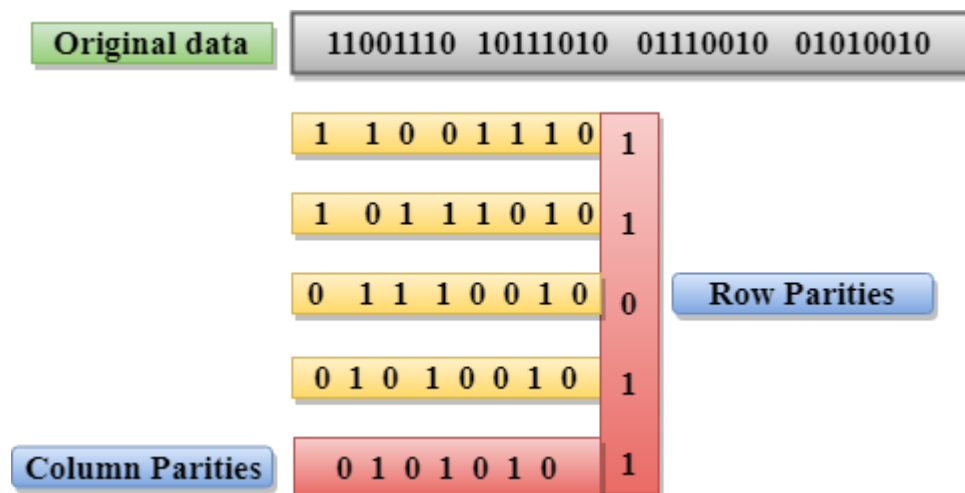 Original data 11001110 10111010 01110010 01010010
1 1 0 0 1 1 1 0 1
1 0 1 1 1 0 1 0 1
0 1 1 1 0 0 1 0 0 Row Parities
0 1 0 1 0 0 1 0 1
Column Parities 0 1 0 1 0 1 0 1